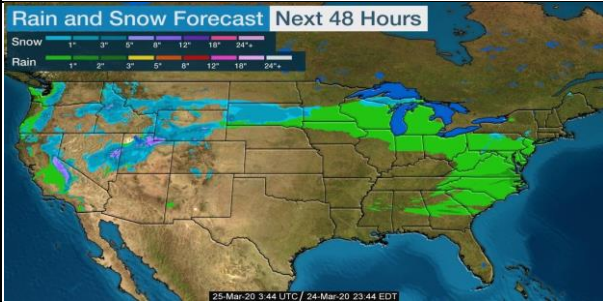 Rain and Snow Forecast Next 48 Hours
Snow 1" 3" 5" 8" 12" 18" 24"+
Rain 1" 2" 3" 5" 8" 12" 18" 24"+
25-Mar-20 3:44 UTC / 24-Mar-20 23:44 EDT